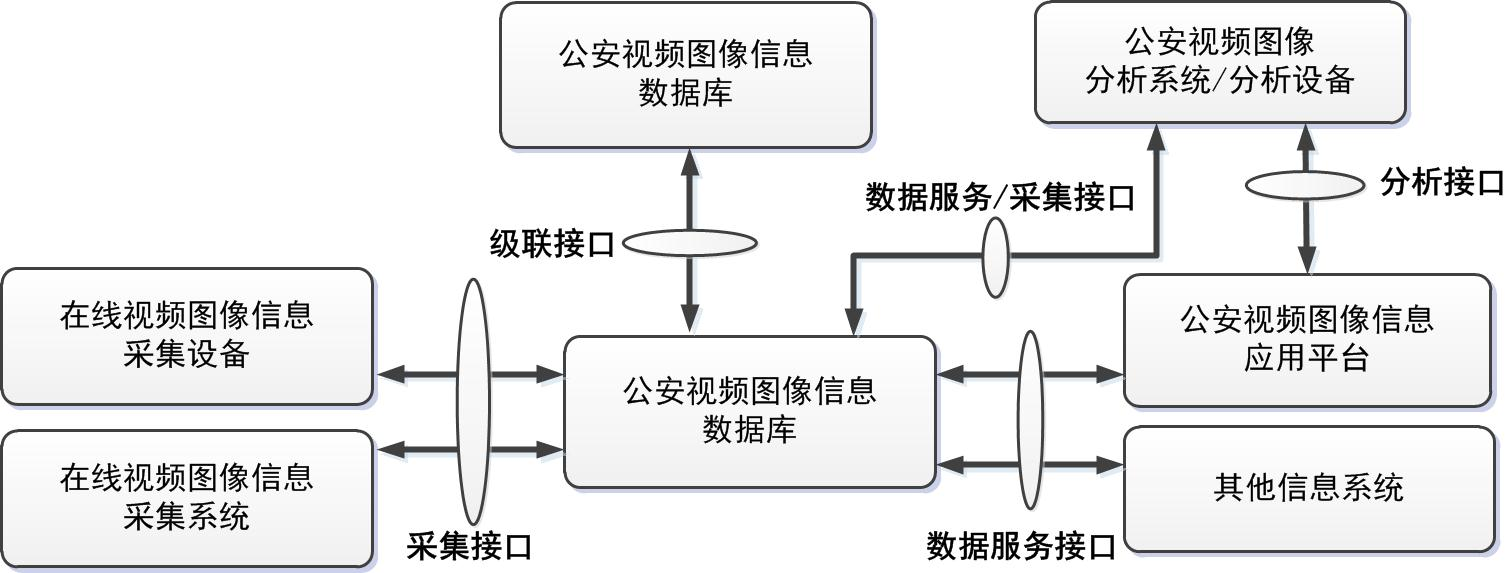 公安视频图像信息
数据库
公安视频图像
分析系统/分析设备
数据服务/采集接口
分析接口
级联接口
在线视频图像信息
采集设备
公安视频图像信息
应用平台
公安视频图像信息
数据库
在线视频图像信息
采集系统
其他信息系统
采集接口
数据服务接口